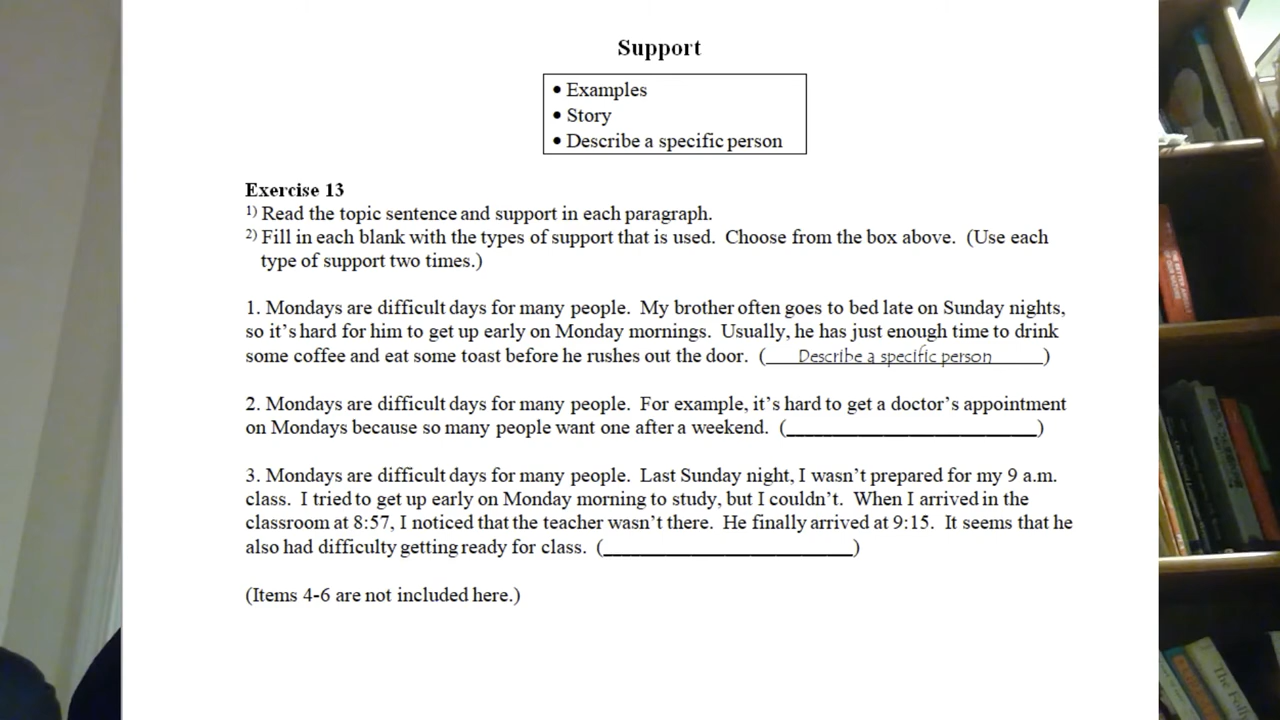 Support
• Examples
• Story
• Describe a specific person
Exercise 13
1) Read the topic sentence and support in each paragraph.
2) Fill in each blank with the types of support that is used. Choose from the box above. (Use each
type of support two times.)
1. Mondays are difficult days for many people. My brother often goes to bed late on Sunday nights,
so it's hard for him to get up early on Monday mornings. Usually, he has just enough time to drink
some coffee and eat some toast before he rushes out the door. (____Describe a specific person______)
2. Mondays are difficult days for many people. For example, it's hard to get a doctor's appointment
on Mondays because so many people want one after a weekend. (__________________________)
3. Mondays are difficult days for many people. Last Sunday night, I wasn't prepared for my 9 a.m.
class. I tried to get up early on Monday morning to study, but I couldn't. When I arrived in the
classroom at 8:57, I noticed that the teacher wasn't there. He finally arrived at 9:15. It seems that he
also had difficulty getting ready for class. (__________________________)
(Items 4-6 are not included here.)